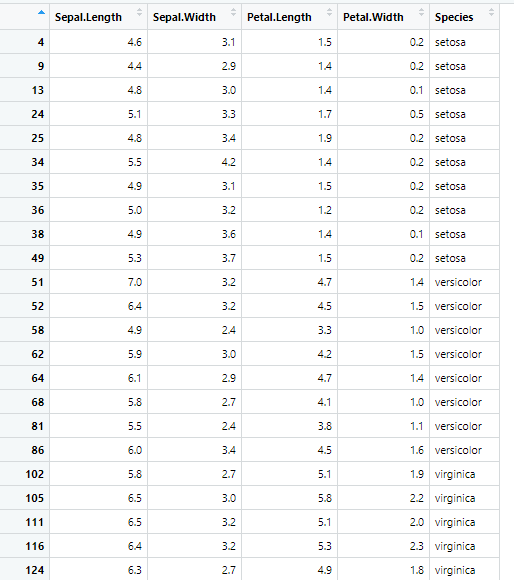 Sepal.Length Sepal.Width Petal.Length Petal.Width Species
4 4.6 3.1 1.5 0.2 setosa
9 4.4 2.9 1.4 0.2 setosa
13 4.8 3.0 1.4 0.1 setosa
24 5.1 3.3 1.7 0.5 setosa
25 4.8 3.4 1.9 0.2 setosa
34 5.5 4.2 1.4 0.2 setosa
35 4.9 3.1 1.5 0.2 setosa
36 5.0 3.2 1.2 0.2 setosa
38 4.9 3.6 1.4 0.1 setosa
49 5.3 3.7 1.5 0.2 setosa
51 7.0 3.2 4.7 1.4 versicolor
52 6.4 3.2 4.5 1.5 versicolor
58 4.9 2.4 3.3 1.0 versicolor
62 5.9 3.0 4.2 1.5 versicolor
64 6.1 2.9 4.7 1.4 versicolor
68 5.8 2.7 4.1 1.0 versicolor
81 5.5 2.4 3.8 1.1 versicolor
86 6.0 3.4 4.5 1.6 versicolor
102 5.8 2.7 5.1 1.9 virginica
105 6.5 3.0 5.8 2.2 virginica
111 6.5 3.2 5.1 2.0 virginica
116 6.4 3.2 5.3 2.3 virginica
124 6.3 2.7 4.9 1.8 virginica